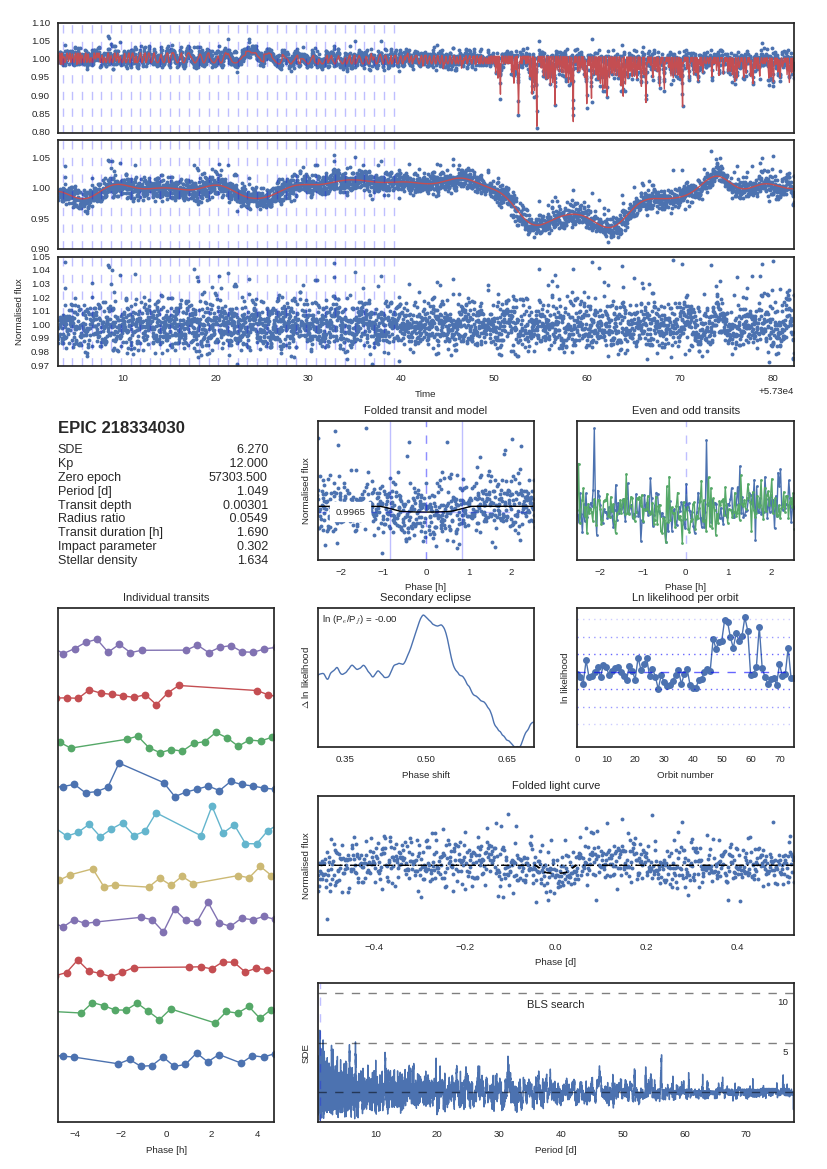 1.10
1.05
1.00
0.95
0.90
0.85
0.80
1.05
1.00
0.95
0.90
1.05
1.04
1.03
1.02
1.01
1.00
0.99
0.98
0.97
Normalised flux
10 20 30 40 50 60 70 80
Time
+5.73e4
EPIC 218334030
SDE 6.270
Kp 12.000
Zero epoch 57303.500
Period [d] 1.049
Transit depth 0.00301
Radius ratio 0.0549
Transit duration [h] 1.690
Impact parameter 0.302
Stellar density 1.634
Folded transit and model
Normalised flux
0.9965
−2 −1 0 1 2
Phase [h]
Even and odd transits
−2 −1 0 1 2
Phase [h]
Individual transits
−4 −2 0 2 4
Phase [h]
Secondary eclipse
ln (Pₑ/P𝑓) = -0.00
Δ ln likelihood
0.35 0.50 0.65
Phase shift
Ln likelihood per orbit
ln likelihood
0 10 20 30 40 50 60 70
Orbit number
Folded light curve
Normalised flux
−0.4 −0.2 0.0 0.2 0.4
Phase [d]
BLS search
10
5
SDE
10 20 30 40 50 60 70
Period [d]